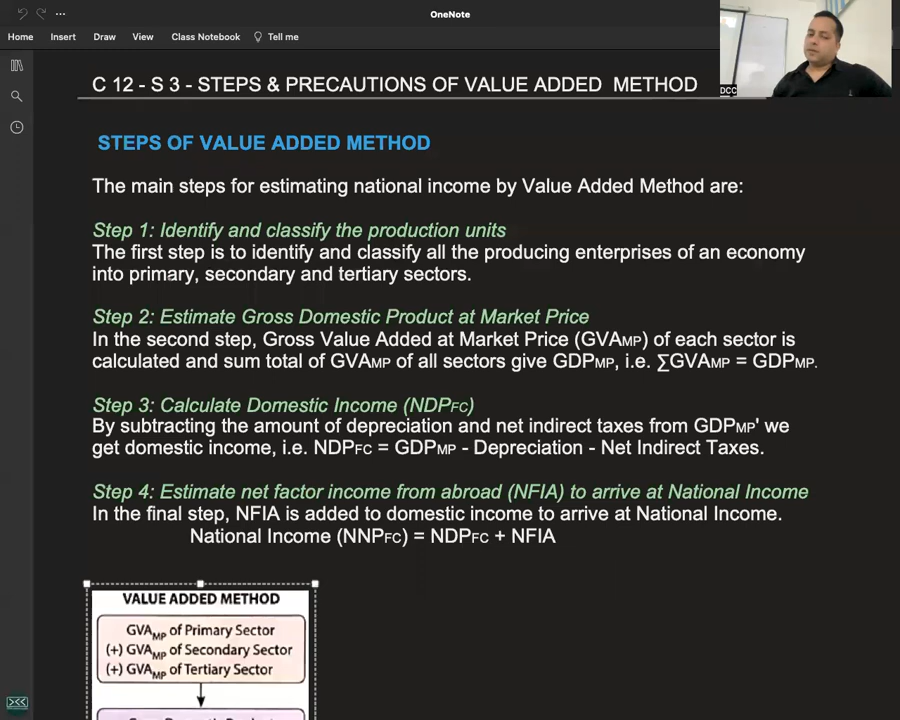 OneNote
Home Insert Draw View Class Notebook Tell me
DCC
C 12 - S 3 - STEPS & PRECAUTIONS OF VALUE ADDED METHOD
STEPS OF VALUE ADDED METHOD
The main steps for estimating national income by Value Added Method are:
Step 1: Identify and classify the production units
The first step is to identify and classify all the producing enterprises of an economy
into primary, secondary and tertiary sectors.
Step 2: Estimate Gross Domestic Product at Market Price
In the second step, Gross Value Added at Market Price (GVAMP) of each sector is
calculated and sum total of GVAMP of all sectors give GDPMP, i.e. ∑GVAMP = GDPMP.
Step 3: Calculate Domestic Income (NDPFC)
By subtracting the amount of depreciation and net indirect taxes from GDPMP' we
get domestic income, i.e. NDPFC = GDPMP - Depreciation - Net Indirect Taxes.
Step 4: Estimate net factor income from abroad (NFIA) to arrive at National Income
In the final step, NFIA is added to domestic income to arrive at National Income.
National Income (NNPFC) = NDPFC + NFIA
VALUE ADDED METHOD
GVAMP of Primary Sector
(+) GVAMP of Secondary Sector
(+) GVAMP of Tertiary Sector